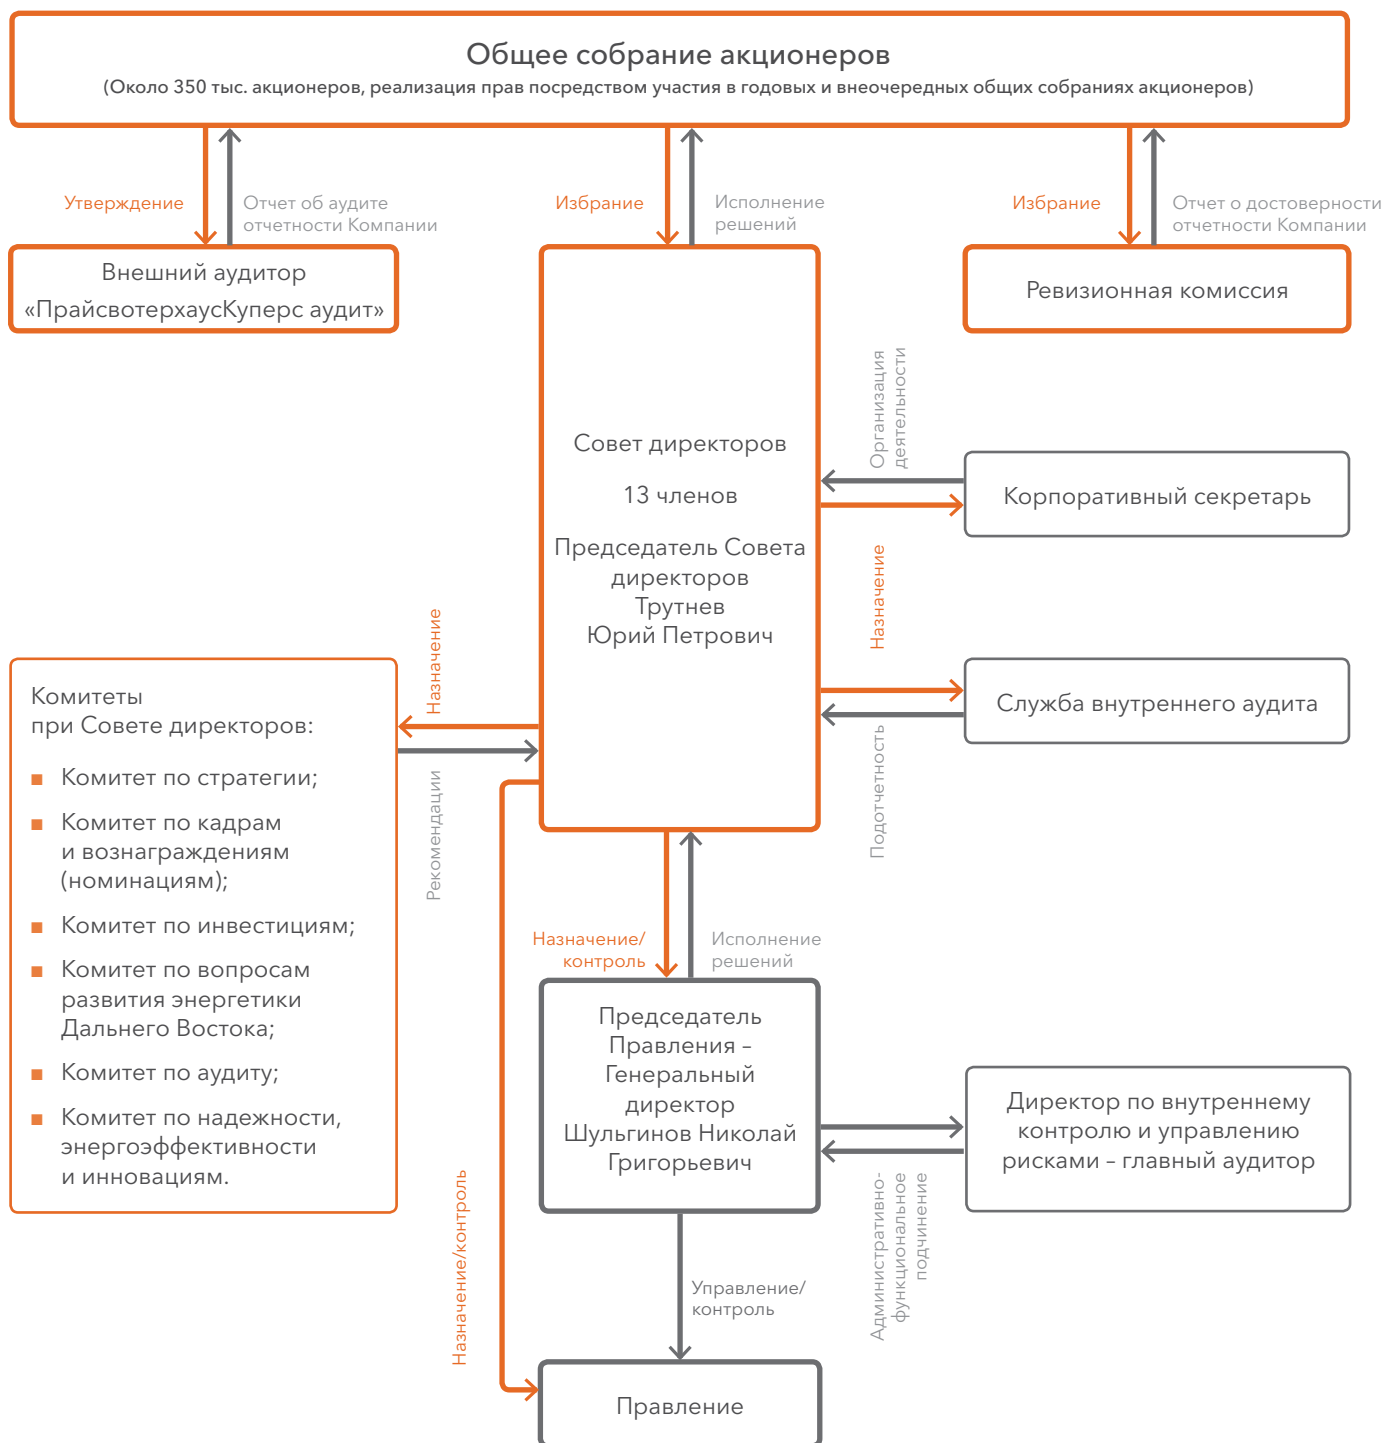 Общее собрание акционеров
(Около 350 тыс. акционеров, реализация прав посредством участия в годовых и внеочередных общих собраниях акционеров)
Утверждение
Отчет об аудите
отчетности Компании
Избрание
Исполнение
решений
Избрание
Отчет о достоверности
отчетности Компании
Внешний аудитор
«ПрайсвотерхаусКуперс аудит»
Ревизионная комиссия
Совет директоров
13 членов
Председатель Совета
директоров
Трутнев
Юрий Петрович
Организация
деятельности
Корпоративный секретарь
Назначение
Служба внутреннего аудита
Подотчетность
Назначение
Рекомендации
Комитеты
при Совете директоров:
■ Комитет по стратегии;
■ Комитет по кадрам
и вознаграждениям
(номинациям);
■ Комитет по инвестициям;
■ Комитет по вопросам
развития энергетики
Дальнего Востока;
■ Комитет по аудиту;
■ Комитет по надежности,
энергоэффективности
и инновациям.
Назначение/
контроль
Исполнение
решений
Председатель
Правления –
Генеральный
директор
Шульгинов Николай
Григорьевич
Директор по внутреннему
контролю и управлению
рисками – главный аудитор
Административно-
функциональное
подчинение
Назначение/контроль
Управление/
контроль
Правление